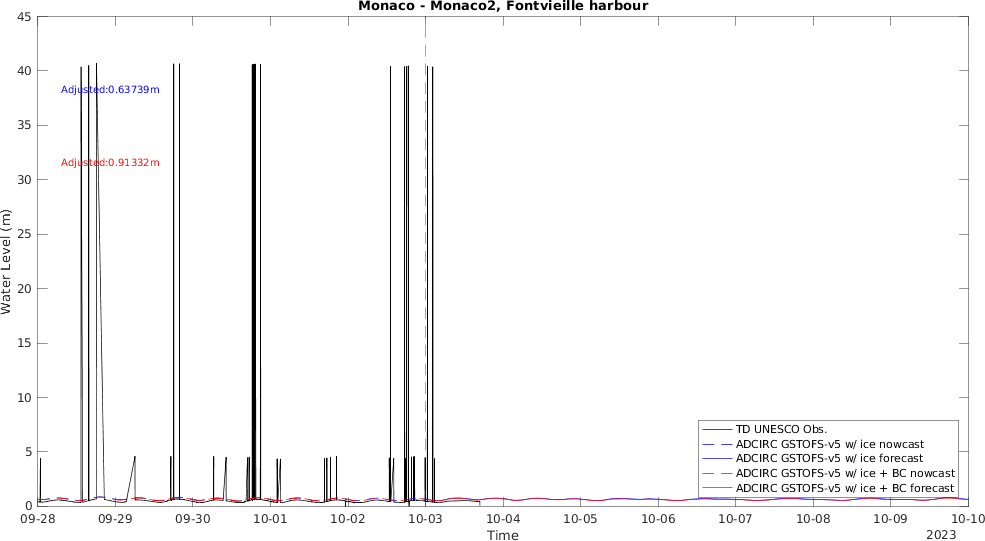 Monaco - Monaco2, Fontvieille harbour
45
40
35
30
25
20
15
10
5
0
Water Level (m)
Adjusted:0.63739m
Adjusted:0.91332m
TD UNESCO Obs.
ADCIRC GSTOFS-v5 w/ ice nowcast
ADCIRC GSTOFS-v5 w/ ice forecast
ADCIRC GSTOFS-v5 w/ ice + BC nowcast
ADCIRC GSTOFS-v5 w/ ice + BC forecast
09-28 09-29 09-30 10-01 10-02 10-03 10-04 10-05 10-06 10-07 10-08 10-09 10-10
Time
2023